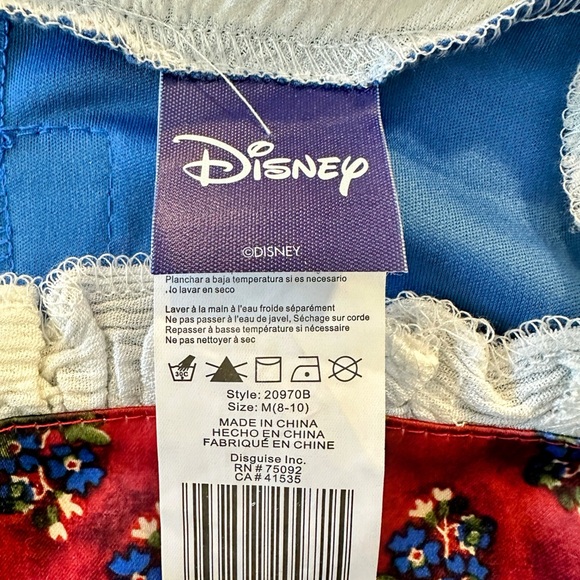 Disney
©DISNEY
Planchar a baja temperatura si es necesario
lo lavar en seco
Laver à la main à l'eau froide séparément
Ne pas passer à l'eau de javel, Séchage sur corde
Repasser à basse température si nécessaire
Ne pas nettoyer à sec
30C
Style: 20970B
Size: M(8-10)
MADE IN CHINA
HECHO EN CHINA
FABRIQUÉ EN CHINE
Disguise Inc.
RN # 75092
CA # 41535